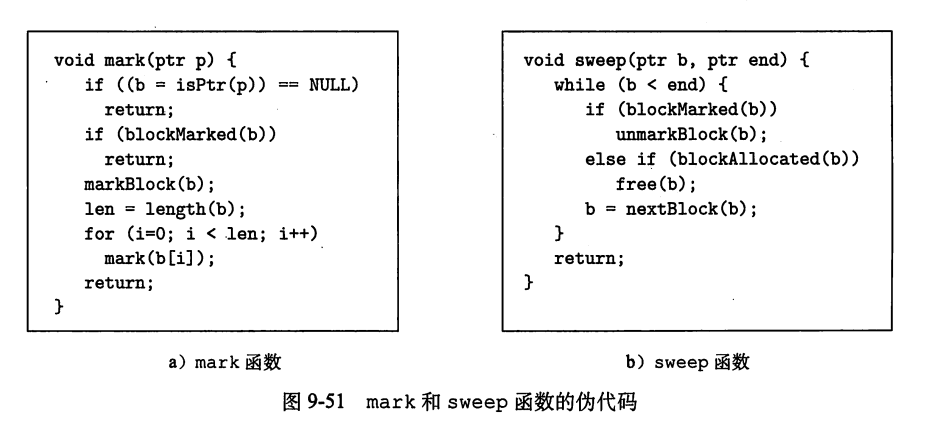 void mark(ptr p) {
if ((b = isPtr(p)) == NULL)
return;
if (blockMarked(b))
return;
markBlock(b);
len = length(b);
for (i=0; i < len; i++)
mark(b[i]);
return;
}
a) mark 函数
void sweep(ptr b, ptr end) {
while (b < end) {
if (blockMarked(b))
unmarkBlock(b);
else if (blockAllocated(b))
free(b);
b = nextBlock(b);
}
return;
}
b) sweep 函数
图 9-51 mark 和 sweep 函数的伪代码